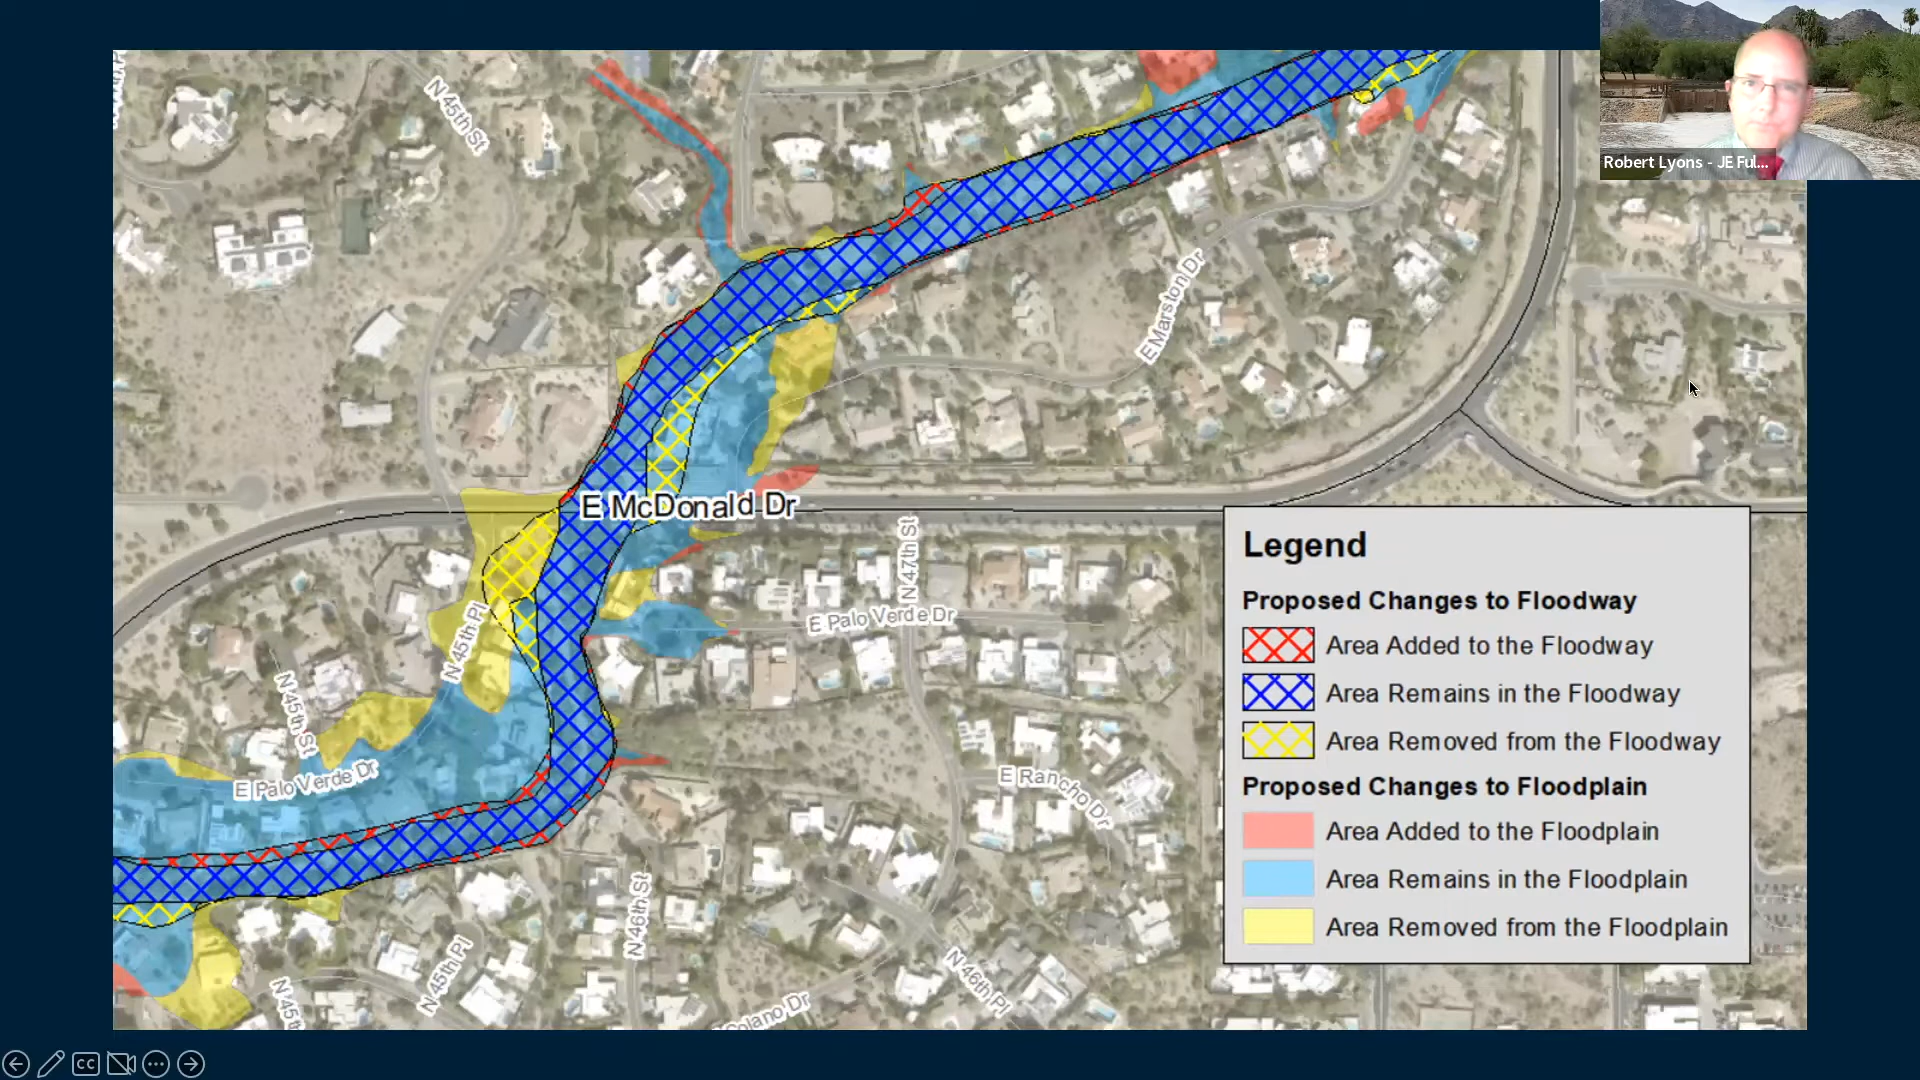 Robert Lyons - JE Ful...
N 45th St
E Marston Dr
E McDonald Dr
N 47th St
E Palo Verde Dr
N 45th Pl
N 45th St
E Palo Verde Dr
E Rancho Dr
N 46th St
N 45th Pl
N 46th Pl
N 45t
Solano Dr
Legend
Proposed Changes to Floodway
Area Added to the Floodway
Area Remains in the Floodway
Area Removed from the Floodway
Proposed Changes to Floodplain
Area Added to the Floodplain
Area Remains in the Floodplain
Area Removed from the Floodplain
CC